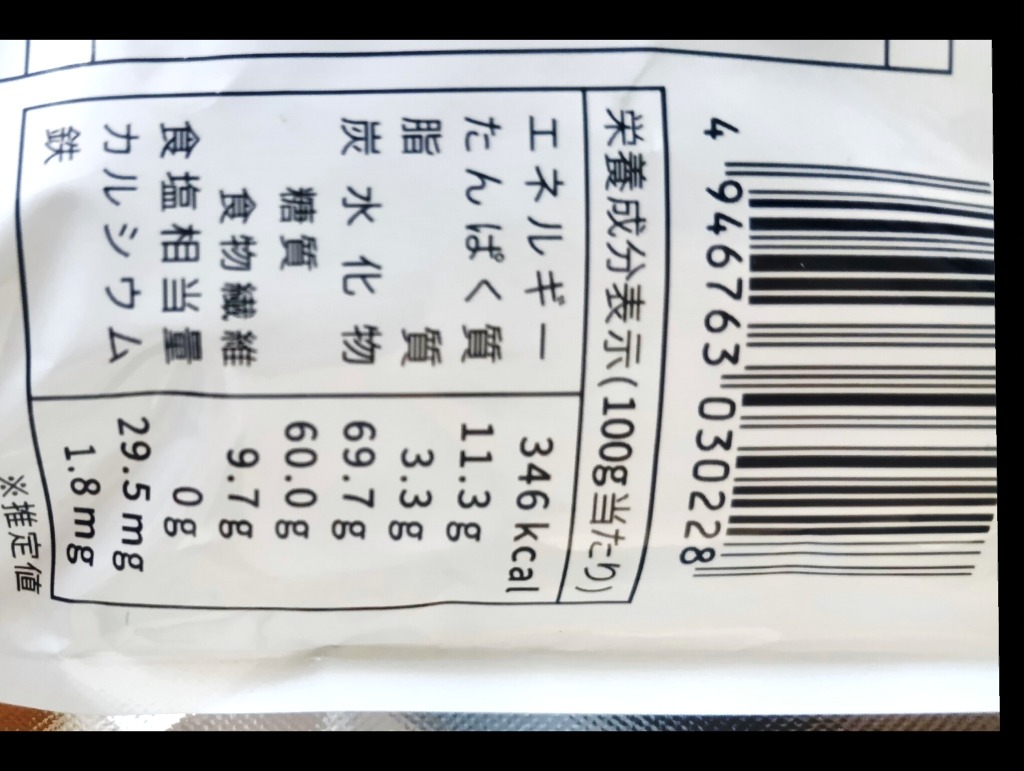 4 946763 030228
栄養成分表示(100g当たり)
エネルギー 346kcal
たんぱく質 11.3g
脂質 3.3g
炭水化物 69.7g
糖質 60.0g
食物繊維 9.7g
食塩相当量 0g
カルシウム 29.5mg
鉄 1.8mg
※推定値